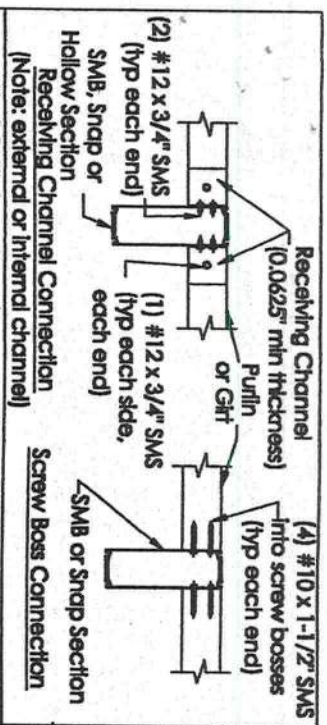 Receiving Channel
(0.0625" min thickness)
Purlin
or Girt
(2) #12 x 3/4" SMS
(typ each end)
SMB, Snap or
Hollow Section
(1) #12 x 3/4" SMS
(typ each side,
each end)
Receiving Channel Connection
(Note: external or internal channel)
(4) #10 x 1-1/2" SMS
into screw bosses
(typ each end)
SMB or Snap Section
Screw Boss Connection